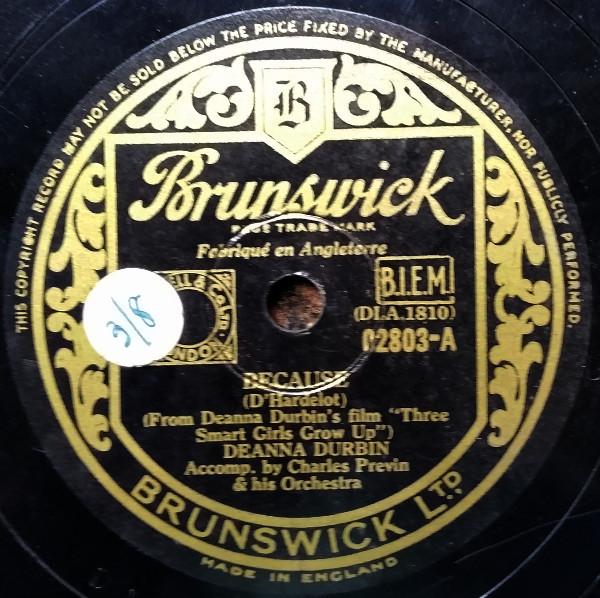 THIS COPYRIGHT RECORD MAY NOT BE SOLD BELOW THE PRICE FIXED BY THE MANUFACTURER, NOR PUBLICLY PERFORMED.
B
Brunswick
TRADE MARK
Fabriqué en Angleterre
B.I.E.M.
(DLA.1810)
02803-A
3/8
BECAUSE
(D'Hardelot)
(From Deanna Durbin's film "Three
Smart Girls Grow Up")
DEANNA DURBIN
Accomp. by Charles Previn
& his Orchestra
BRUNSWICK LTD.
MADE IN ENGLAND